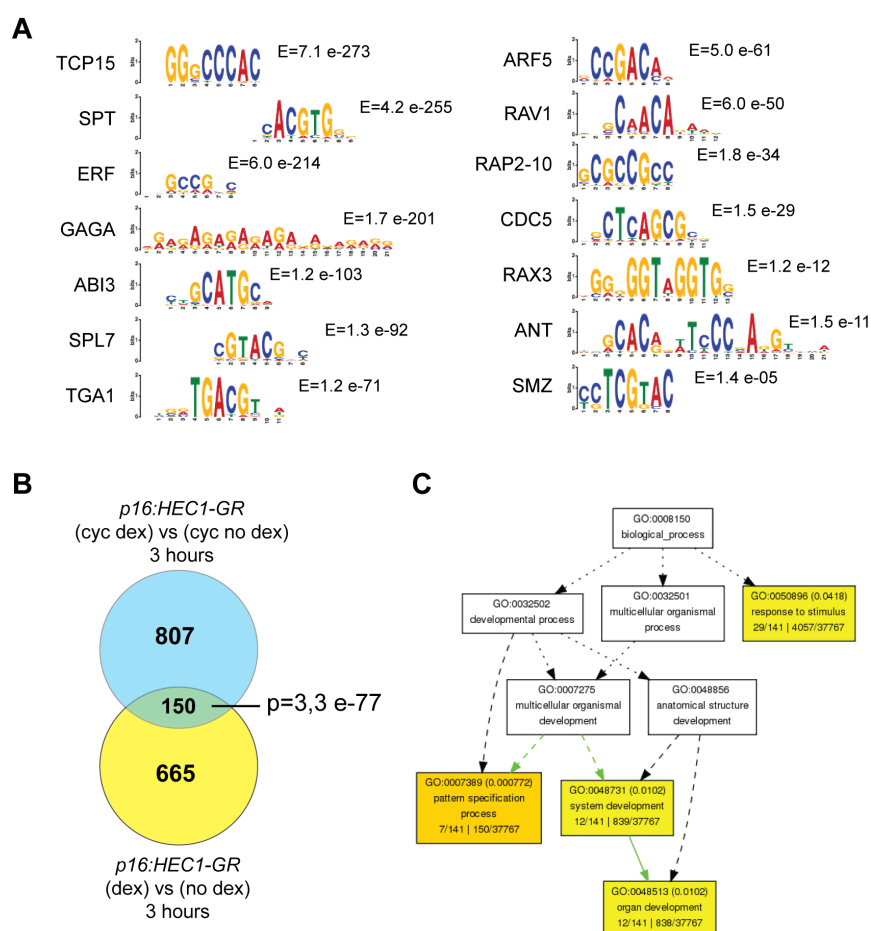 A
TCP15
E=7.1 e-273
SPT
E=4.2 e-255
ERF
E=6.0 e-214
GAGA
E=1.7 e-201
ABI3
E=1.2 e-103
SPL7
E=1.3 e-92
TGA1
E=1.2 e-71
ARF5
E=5.0 e-61
RAV1
E=6.0 e-50
RAP2-10
E=1.8 e-34
CDC5
E=1.5 e-29
RAX3
E=1.2 e-12
ANT
E=1.5 e-11
SMZ
E=1.4 e-05
B
p16:HEC1-GR
(cyc dex) vs (cyc no dex)
3 hours
807
150
p=3,3 e-77
665
p16:HEC1-GR
(dex) vs (no dex)
3 hours
C
GO:0008150
biological_process
GO:0032502
developmental process
GO:0032501
multicellular organismal
process
GO:0050896 (0.0418)
response to stimulus
29/141 | 4057/37767
GO:0007275
multicellular organismal
development
GO:0048856
anatomical structure
development
GO:0007389 (0.000772)
pattern specification
process
7/141 | 150/37767
GO:0048731 (0.0102)
system development
12/141 | 839/37767
GO:0048513 (0.0102)
organ development
12/141 | 838/37767